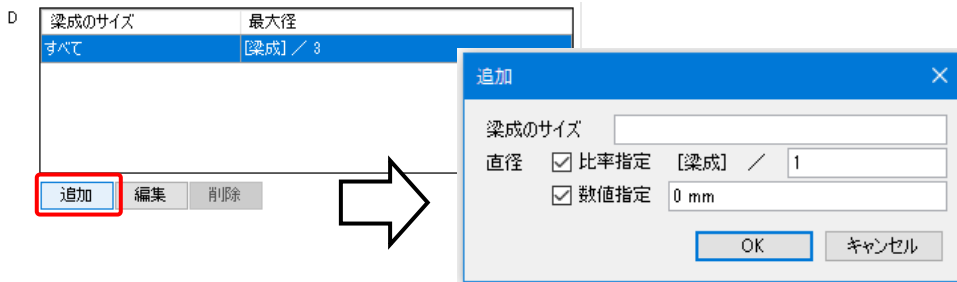 D
梁成のサイズ 最大径
すべて [梁成] ／ 3
追加 編集 削除
追加
梁成のサイズ
直径 比率指定 [梁成] ／ 1
数値指定 0 mm
OK キャンセル